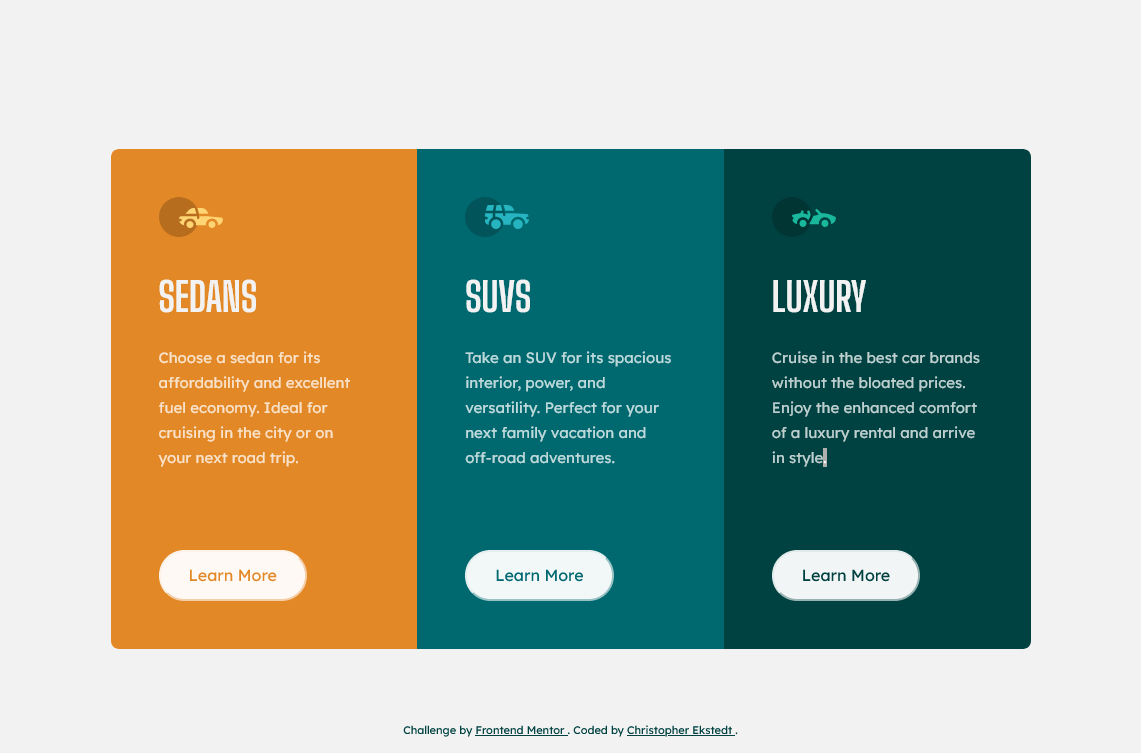 SEDANS
Choose a sedan for its
affordability and excellent
fuel economy. Ideal for
cruising in the city or on
your next road trip.
Learn More
SUVS
Take an SUV for its spacious
interior, power, and
versatility. Perfect for your
next family vacation and
off-road adventures.
Learn More
LUXURY
Cruise in the best car brands
without the bloated prices.
Enjoy the enhanced comfort
of a luxury rental and arrive
in style.
Learn More
Challenge by Frontend Mentor . Coded by Christopher Ekstedt .